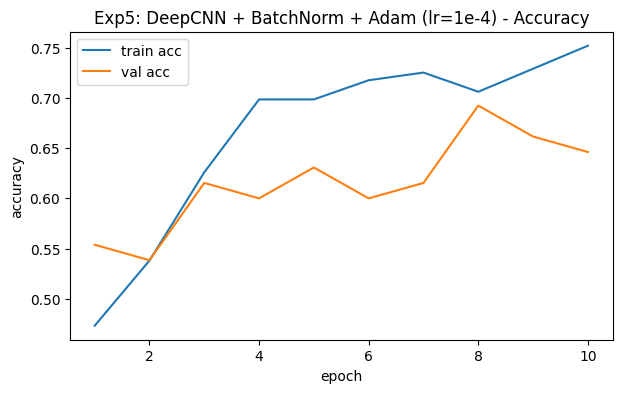 Exp5: DeepCNN + BatchNorm + Adam (lr=1e-4) - Accuracy
train acc
val acc
accuracy
0.75
0.70
0.65
0.60
0.55
0.50
2 4 6 8 10
epoch